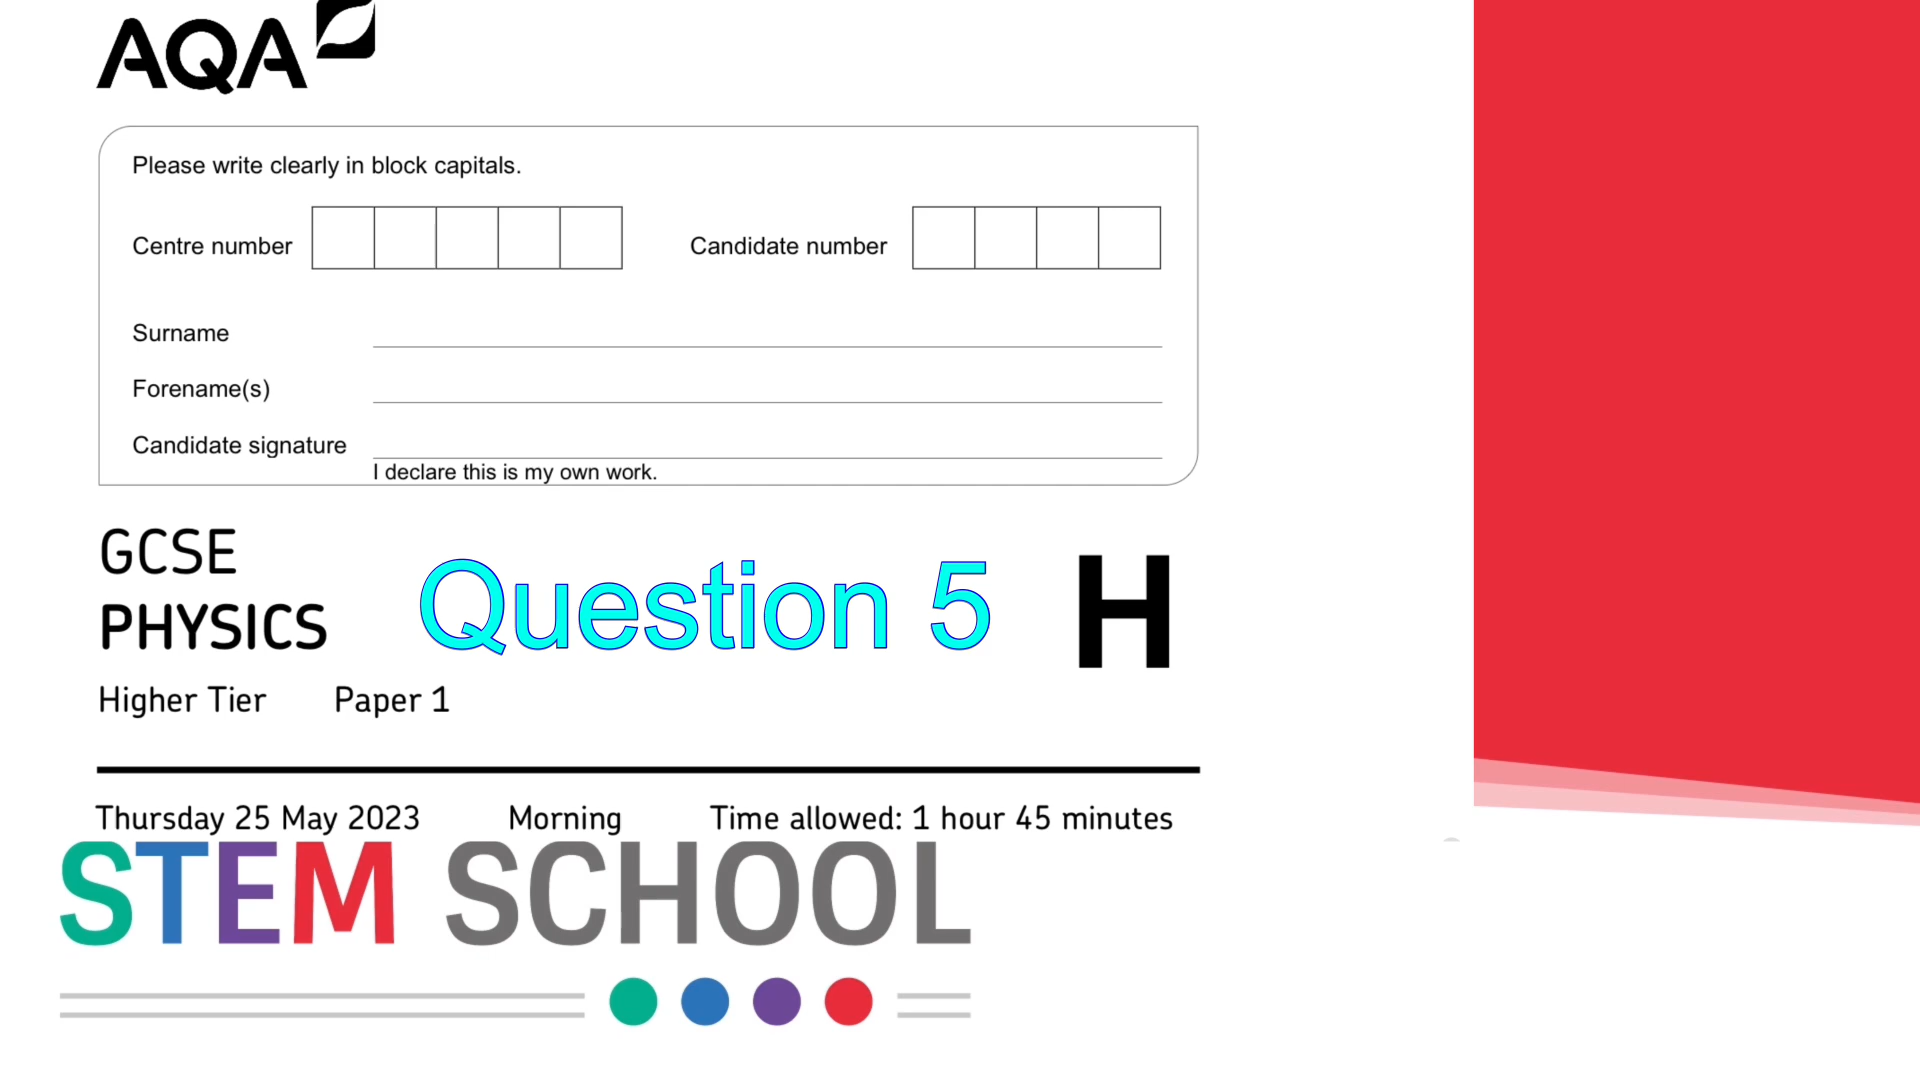 AQA
Please write clearly in block capitals.
Centre number
Candidate number
Surname
Forename(s)
Candidate signature
I declare this is my own work.
GCSE
PHYSICS
Question 5
H
Higher Tier Paper 1
Thursday 25 May 2023 Morning Time allowed: 1 hour 45 minutes
STEM SCHOOL